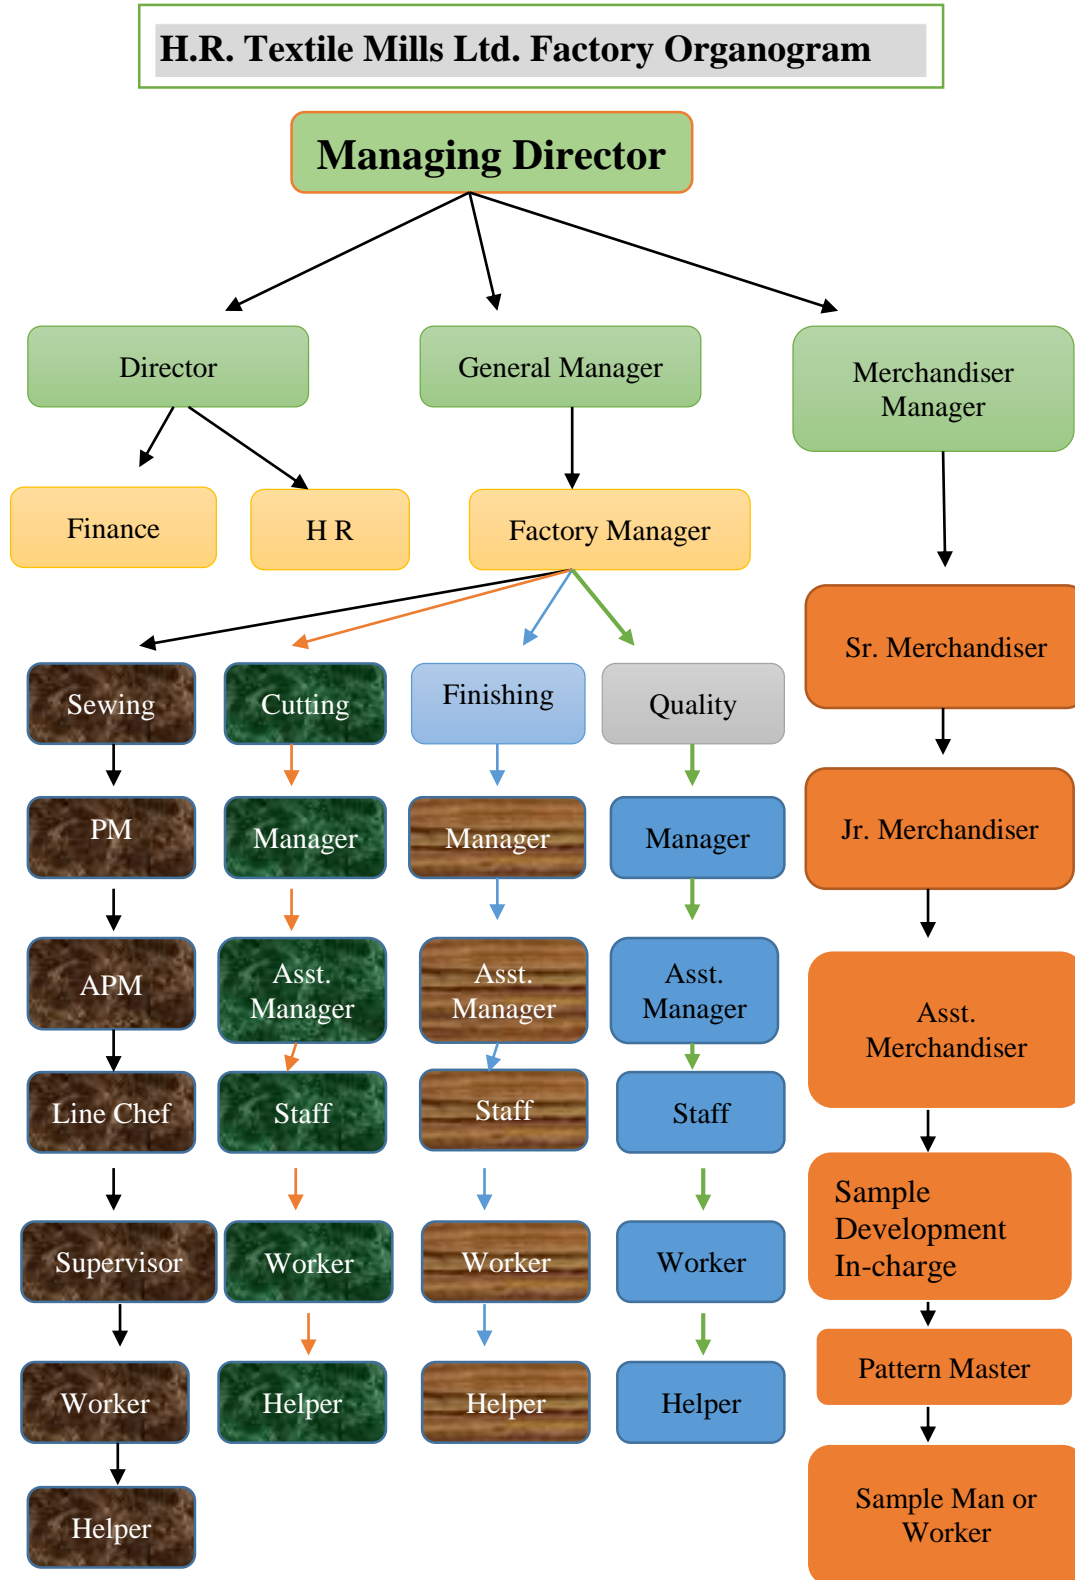 H.R. Textile Mills Ltd. Factory Organogram
Managing Director
Director
General Manager
Merchandiser
Manager
Finance
H R
Factory Manager
Sr. Merchandiser
Sewing
Cutting
Finishing
Quality
PM
Manager
Manager
Manager
Jr. Merchandiser
APM
Asst.
Manager
Asst.
Manager
Asst.
Manager
Asst.
Merchandiser
Line Chef
Staff
Staff
Staff
Sample
Development
In-charge
Supervisor
Worker
Worker
Worker
Pattern Master
Worker
Helper
Helper
Helper
Sample Man or
Worker
Helper